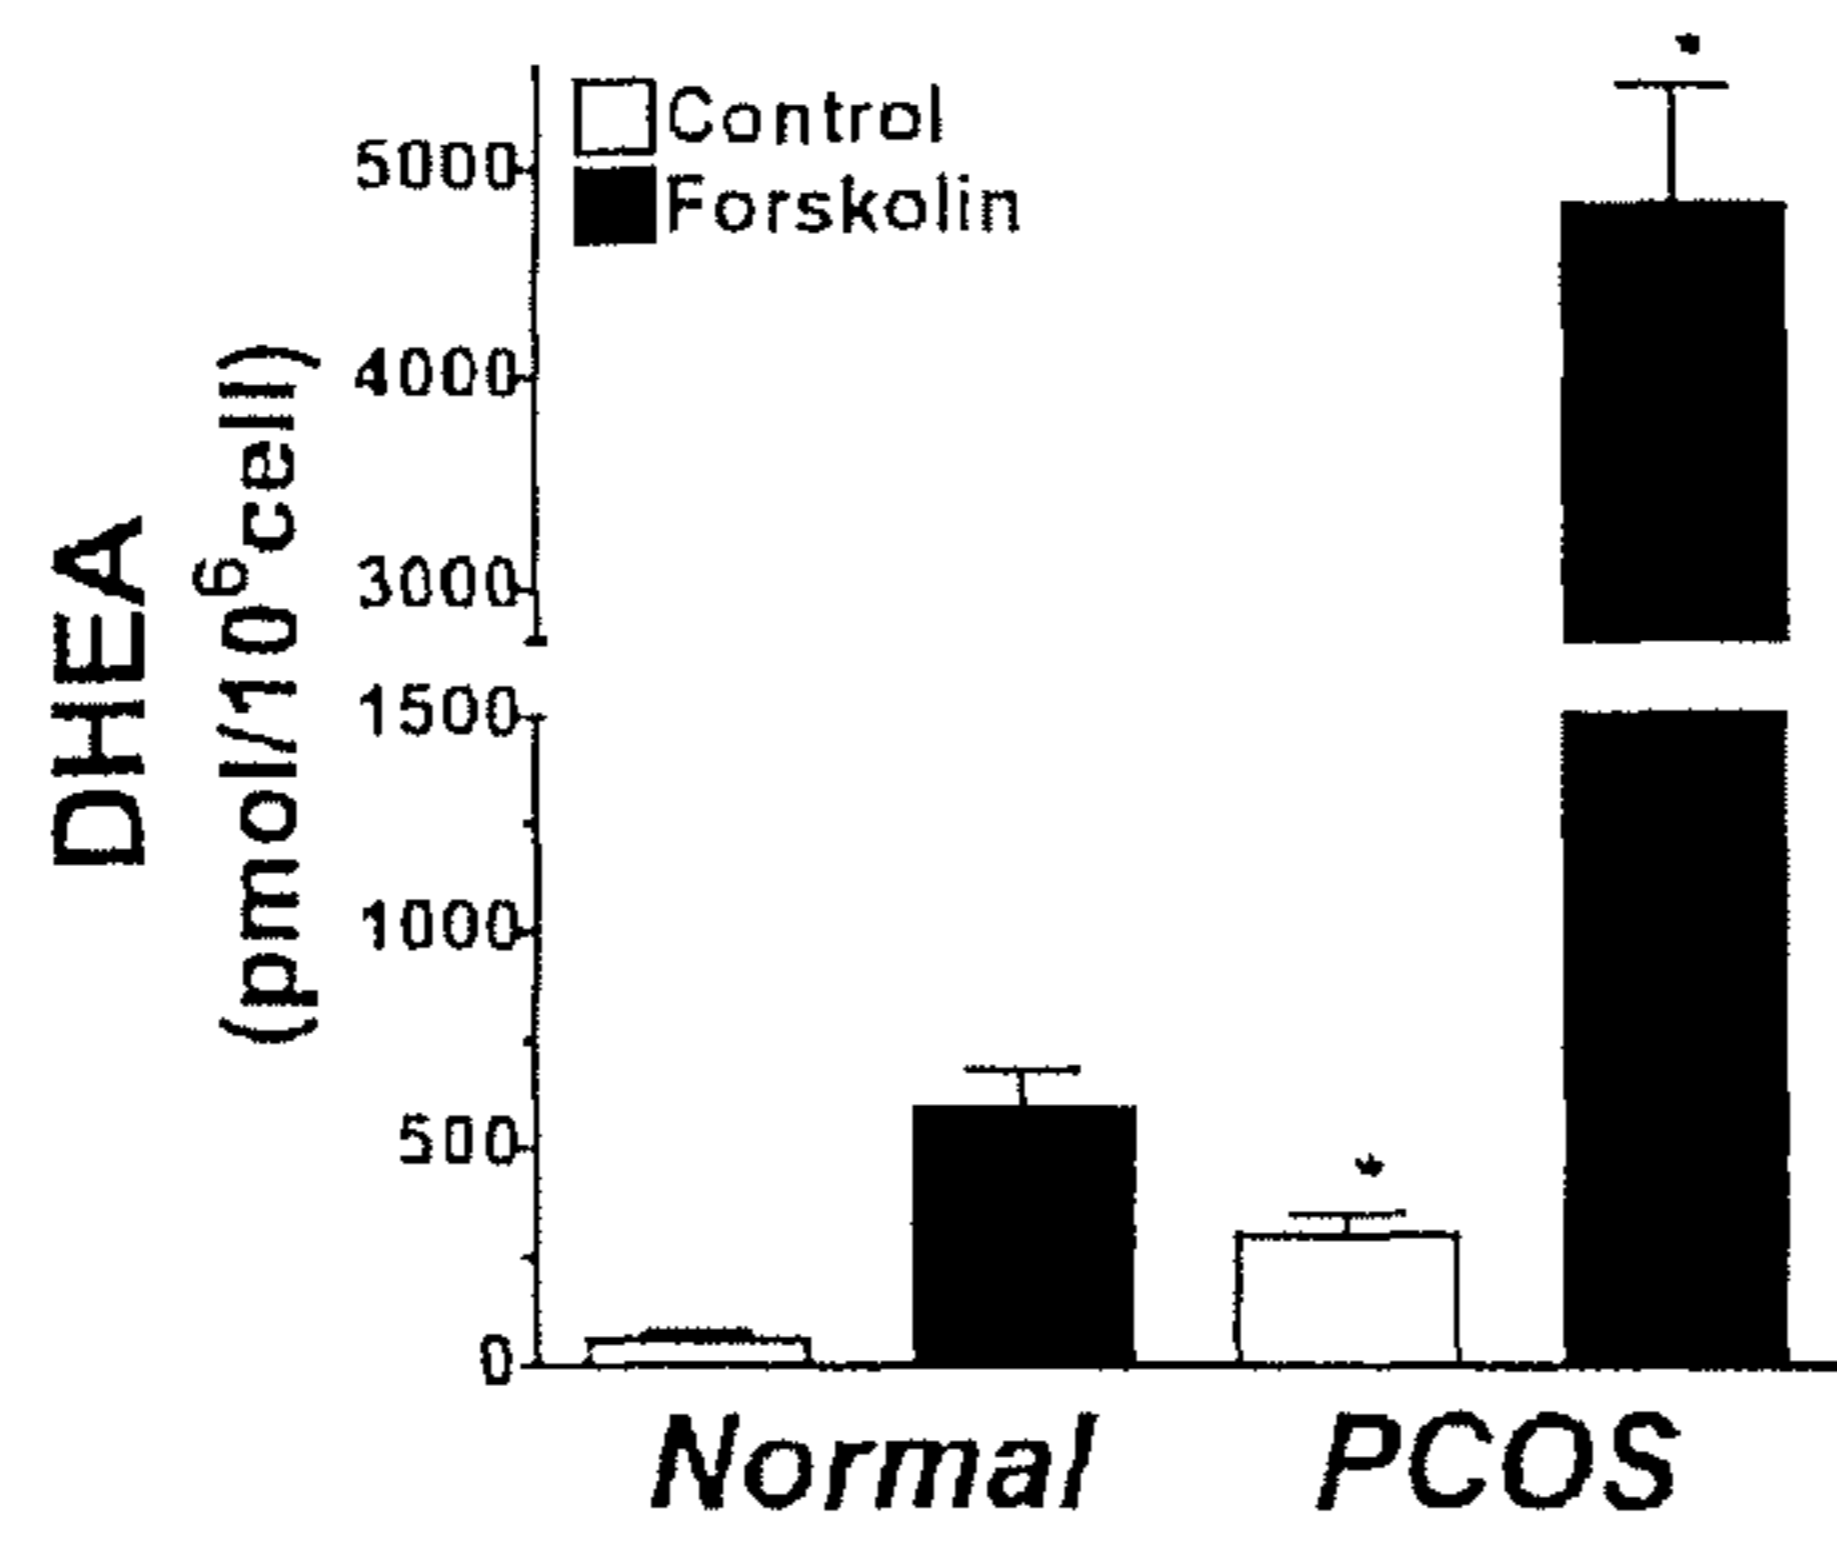 Control
Forskolin
5000
4000
3000
1500
1000
500
0
DHEA
(pmol/10⁶cell)
*
*
Normal
PCOS